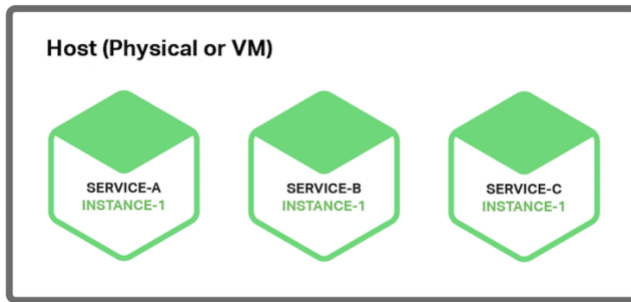 Host (Physical or VM)
SERVICE-A
INSTANCE-1
SERVICE-B
INSTANCE-1
SERVICE-C
INSTANCE-1